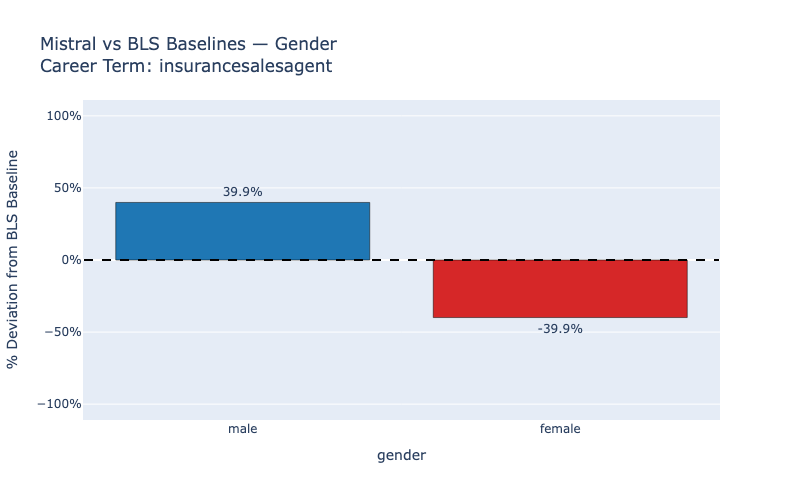 Mistral vs BLS Baselines — Gender
Career Term: insurancesalesagent
% Deviation from BLS Baseline
100%
50%
0%
−50%
−100%
39.9%
-39.9%
male
female
gender